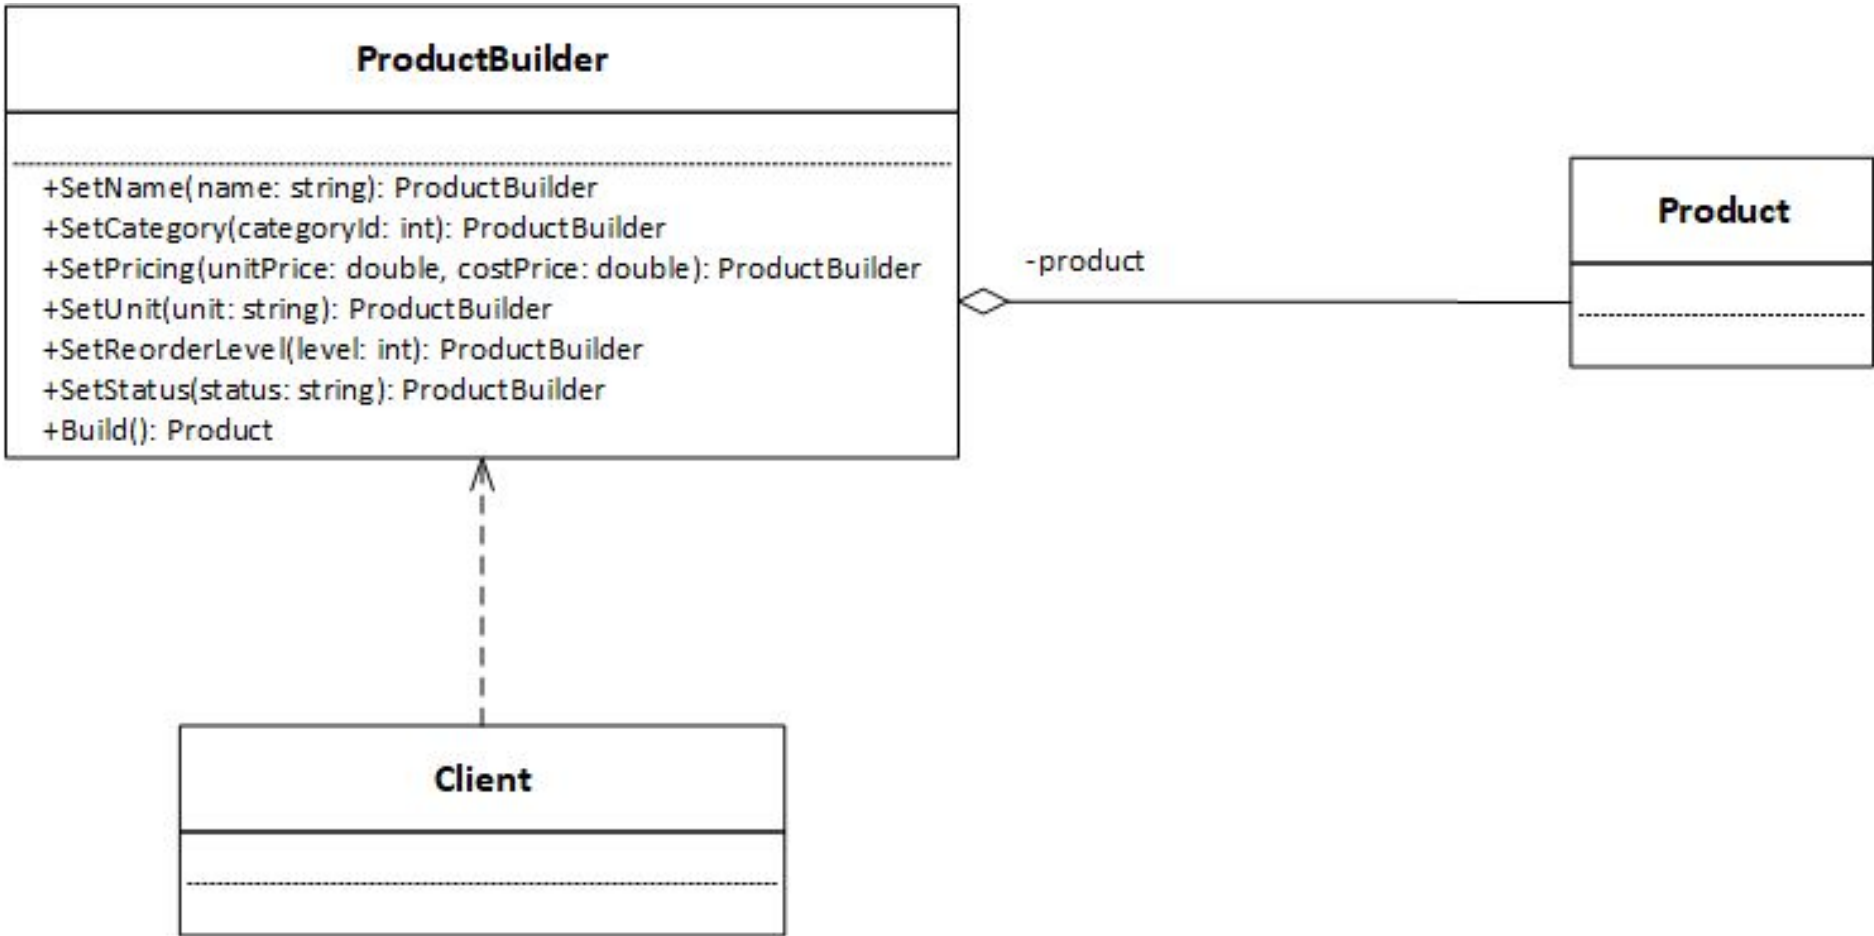 ProductBuilder
+SetName(name: string): ProductBuilder
+SetCategory(categoryId: int): ProductBuilder
+SetPricing(unitPrice: double, costPrice: double): ProductBuilder
+SetUnit(unit: string): ProductBuilder
+SetReorderLevel(level: int): ProductBuilder
+SetStatus(status: string): ProductBuilder
+Build(): Product
-product
Product
Client